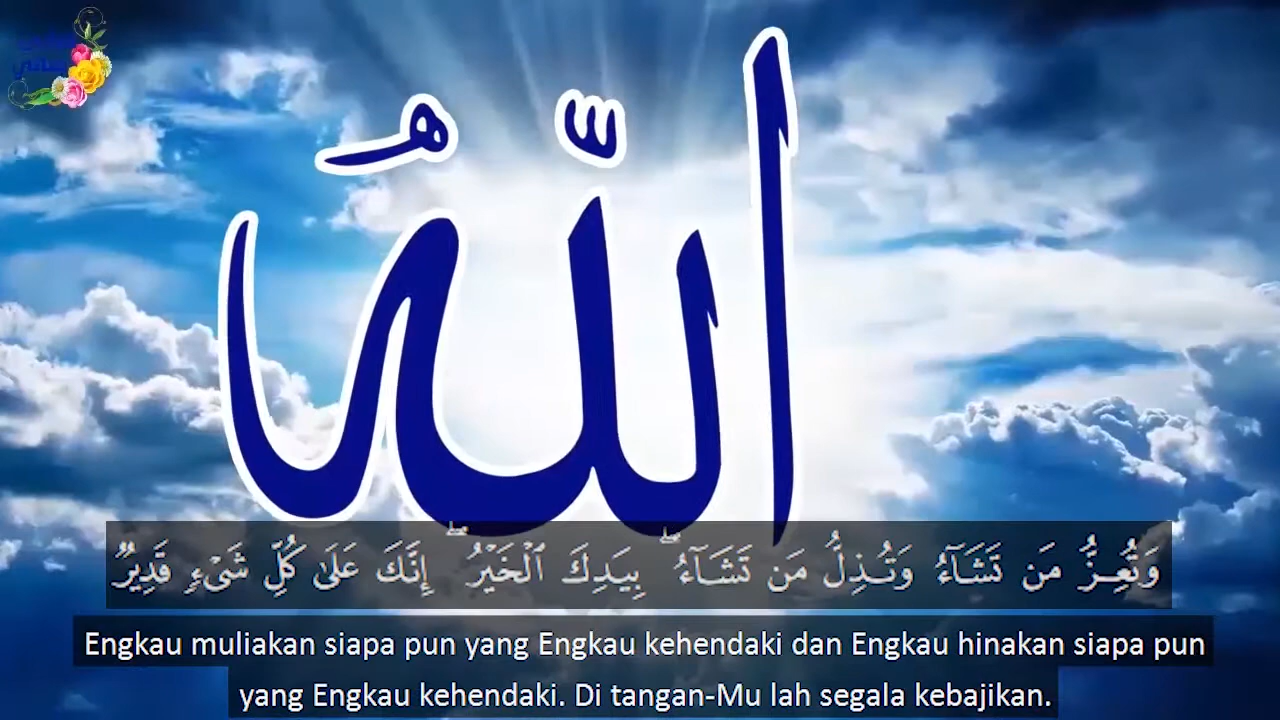 اللهُ
وَتُعِزُّ مَن تَشَآءُ وَتُذِلُّ مَن تَشَآءُ ۖ بِيَدِكَ ٱلْخَيْرُ ۖ إِنَّكَ عَلَىٰ كُلِّ شَىْءٍ قَدِيرٌ
Engkau muliakan siapa pun yang Engkau kehendaki dan Engkau hinakan siapa pun
yang Engkau kehendaki. Di tangan-Mu lah segala kebajikan.